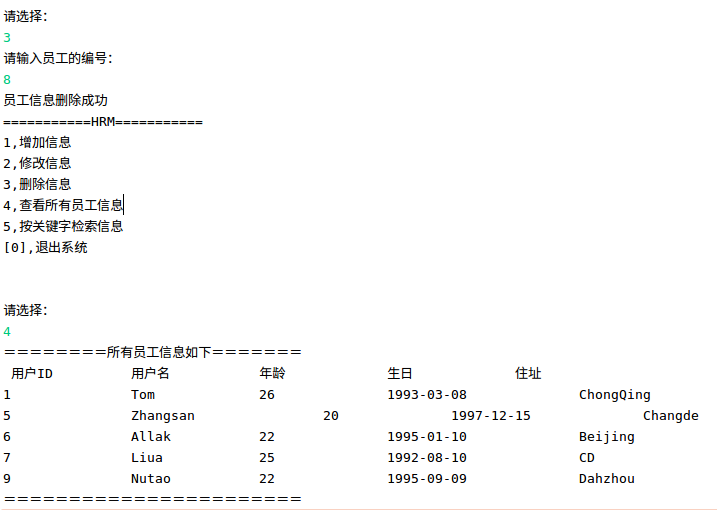 请选择:
3
请输入员工的编号:
8
员工信息删除成功
===========HRM===========
1,增加信息
2,修改信息
3,删除信息
4,查看所有员工信息
5,按关键字检索信息
[0],退出系统
请选择:
4
========所有员工信息如下=======
用户ID 用户名 年龄 生日 住址
1 Tom 26 1993-03-08 ChongQing
5 Zhangsan 20 1997-12-15 Changde
6 Allak 22 1995-01-10 Beijing
7 Liua 25 1992-08-10 CD
9 Nutao 22 1995-09-09 Dahzhou
=======================